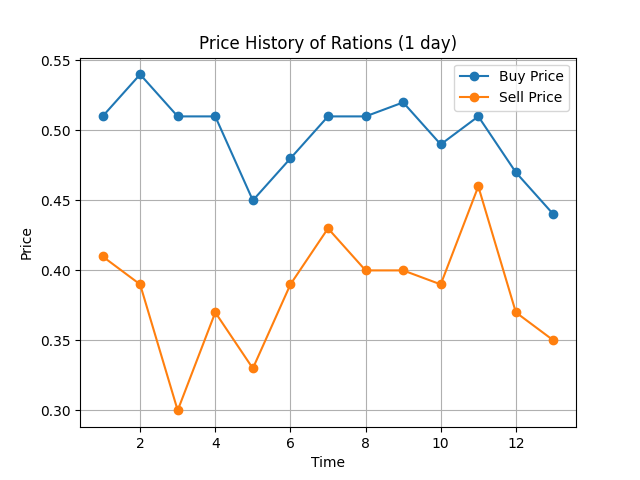 Price History of Rations (1 day)
Buy Price
Sell Price
Price
0.55
0.50
0.45
0.40
0.35
0.30
2 4 6 8 10 12
Time